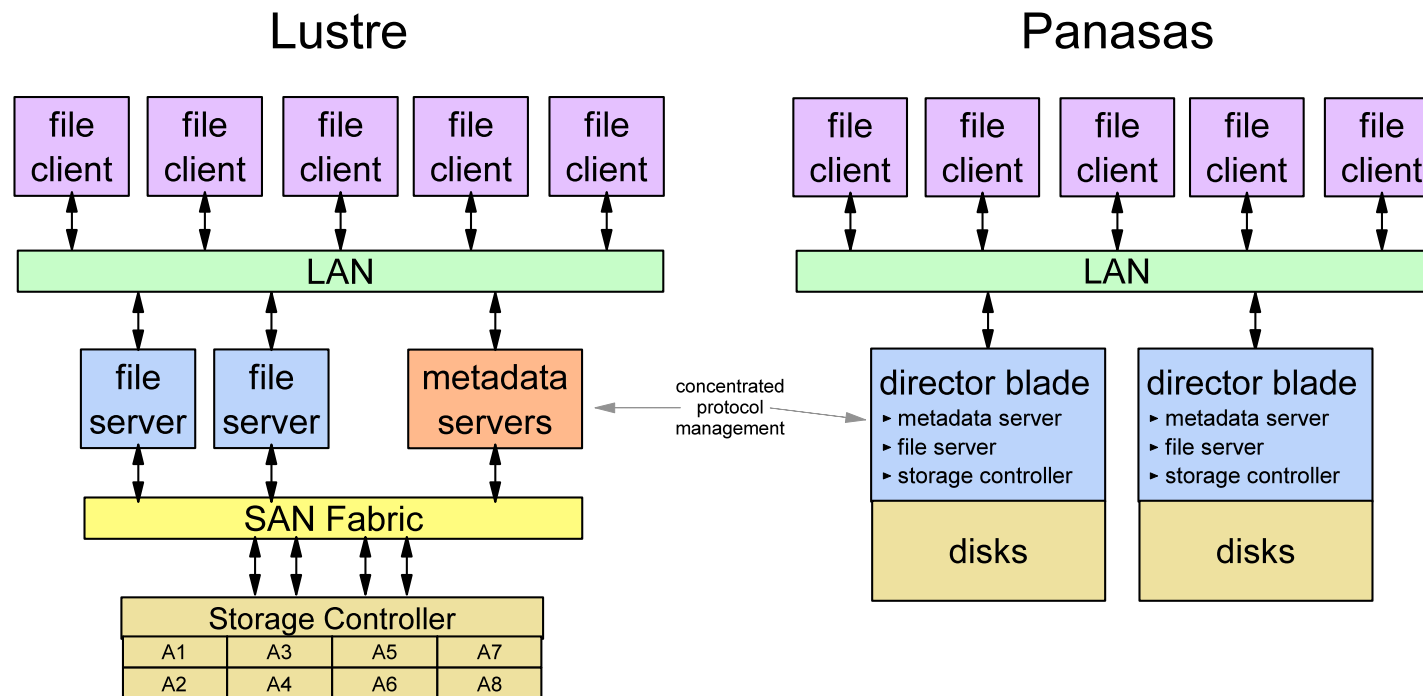 Lustre
file
client
file
client
file
client
file
client
file
client
LAN
file
server
file
server
metadata
servers
SAN Fabric
Storage Controller
A1
A3
A5
A7
A2
A4
A6
A8
concentrated
protocol
management
Panasas
file
client
file
client
file
client
file
client
file
client
LAN
director blade
metadata server
file server
storage controller
disks
director blade
metadata server
file server
storage controller
disks